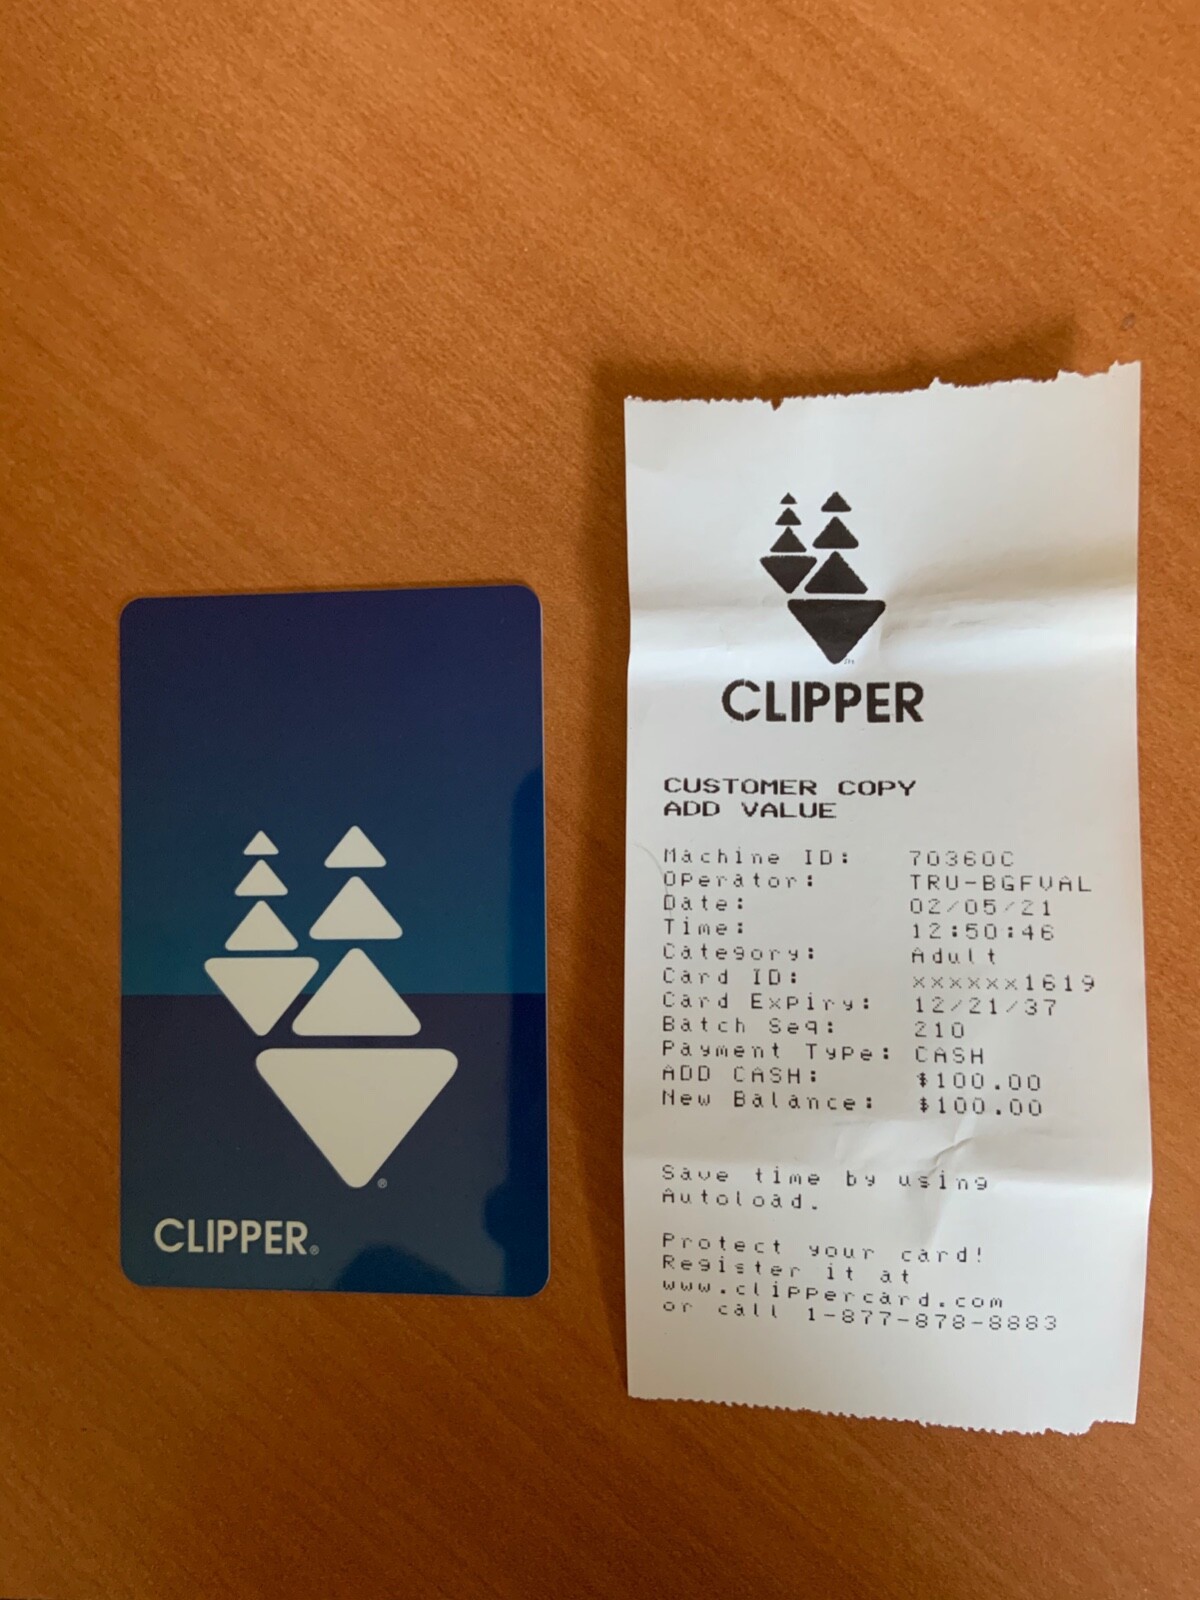 CLIPPER®
CLIPPER
CUSTOMER COPY
ADD VALUE
Machine ID: 70360C
Operator: TRU-BGFVAL
Date: 02/05/21
Time: 12:50:46
Category: Adult
Card ID: xxxxxx1619
Card Expiry: 12/21/37
Batch Seq: 210
Payment Type: CASH
ADD CASH: $100.00
New Balance: $100.00
Save time by using
Autoload.
Protect your card!
Register it at
www.clippercard.com
or call 1-877-878-8883